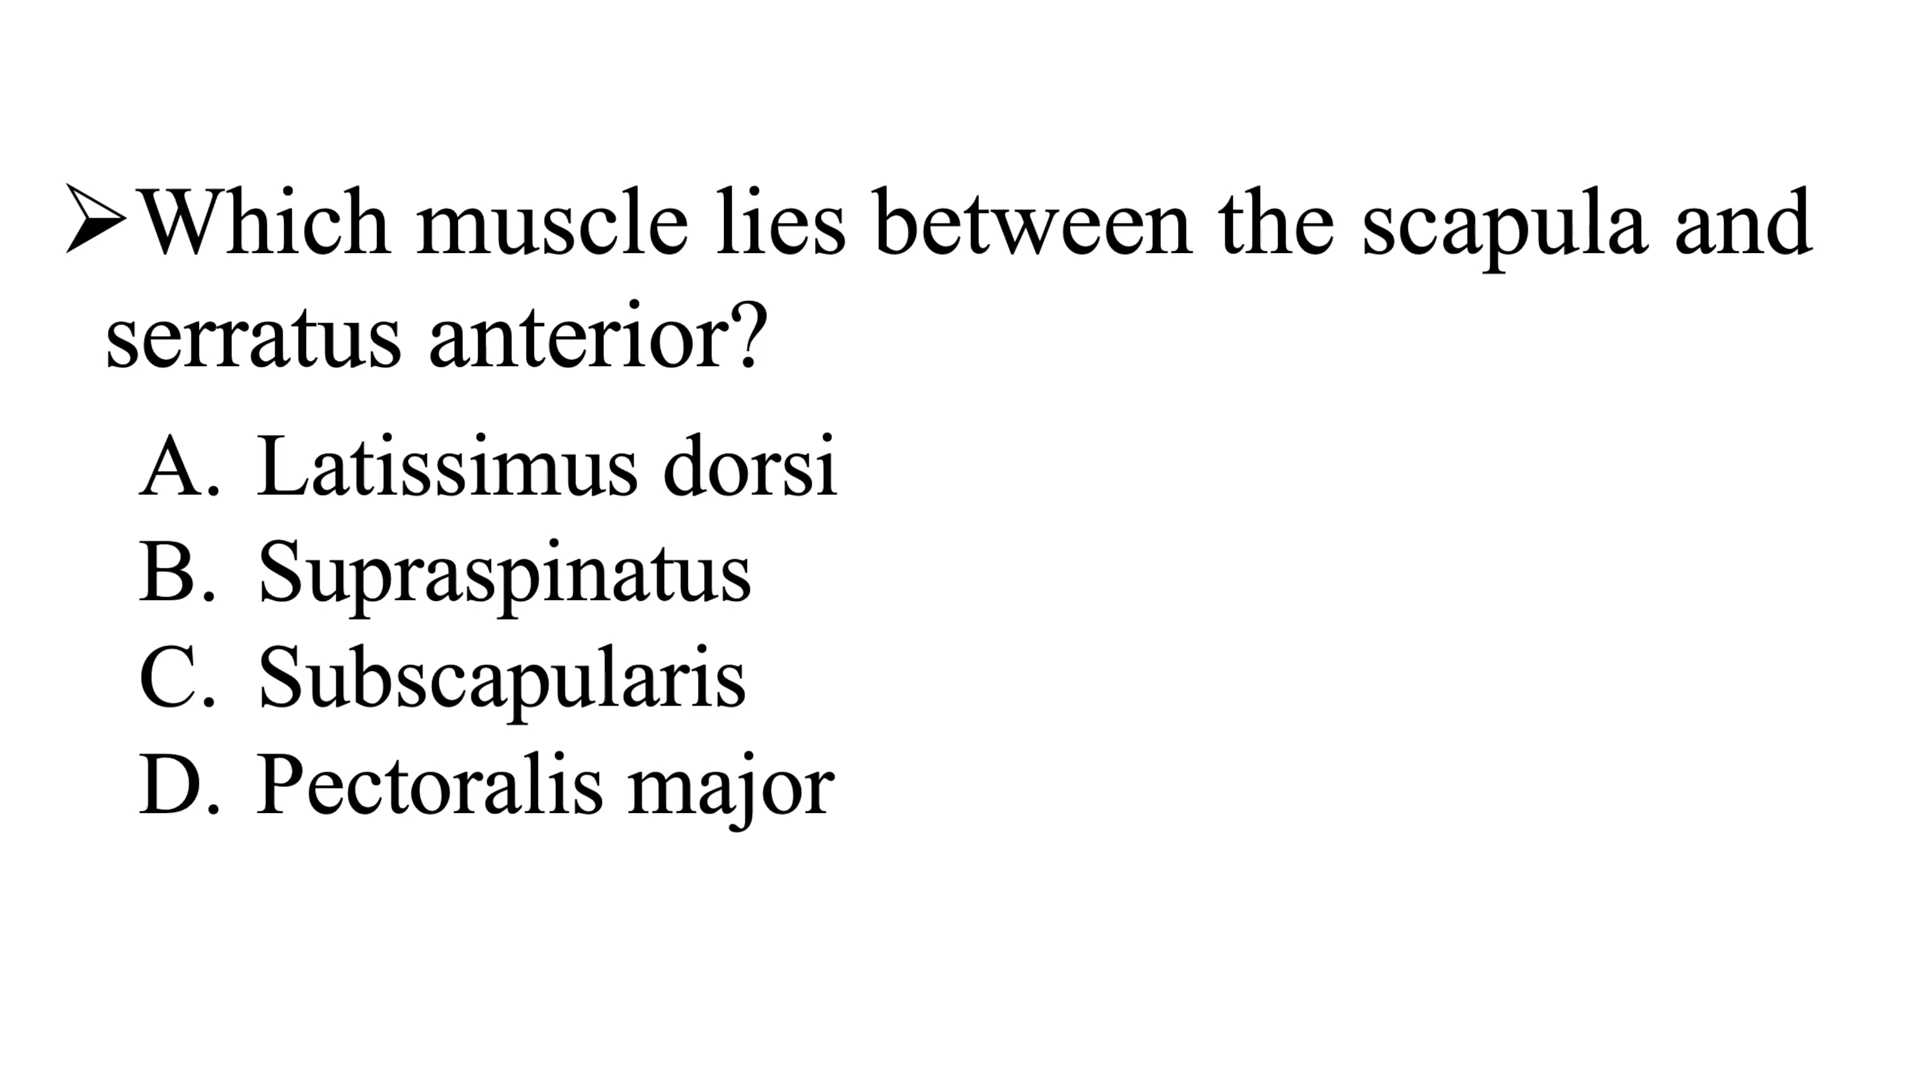 ➢Which muscle lies between the scapula and
serratus anterior?
A. Latissimus dorsi
B. Supraspinatus
C. Subscapularis
D. Pectoralis major